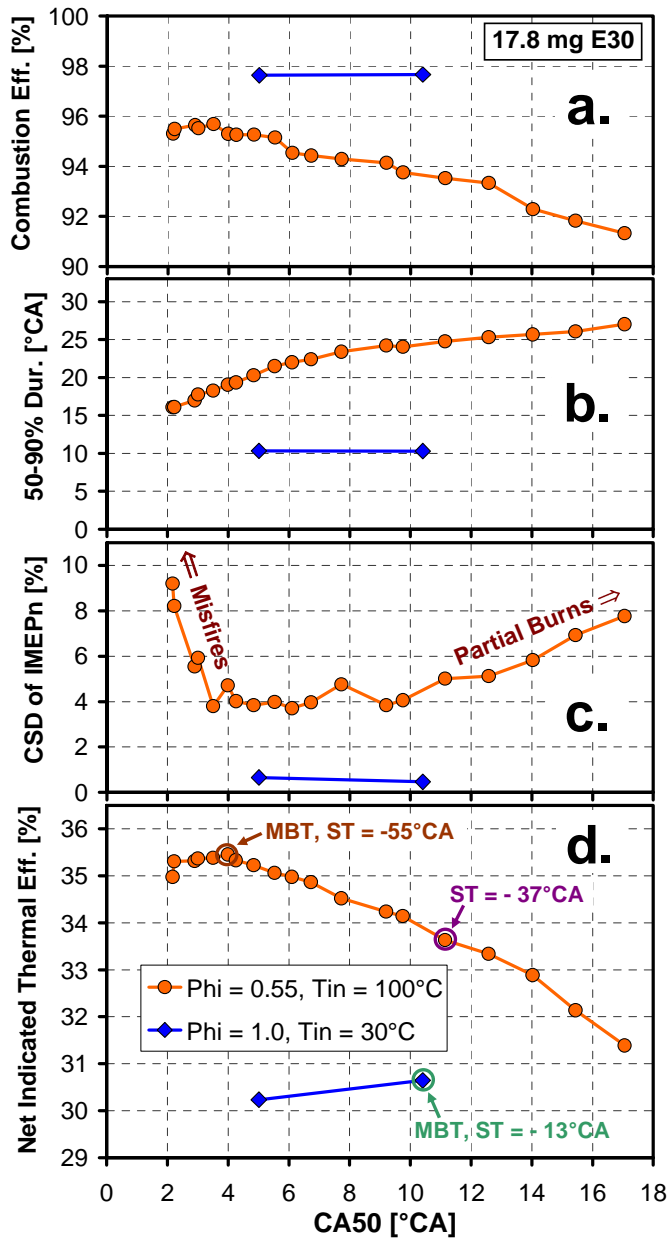 Combustion Eff. [%]
100
98
96
94
92
90
17.8 mg E30
a.
50-90% Dur. [°CA]
30
25
20
15
10
5
0
b.
CSD of IMEPn [%]
10
8
6
4
2
0
⇐ Misfires
Partial Burns ⇒
c.
Net Indicated Thermal Eff. [%]
36
35
34
33
32
31
30
29
MBT, ST = -55°CA
d.
ST = - 37°CA
Phi = 0.55, Tin = 100°C
Phi = 1.0, Tin = 30°C
MBT, ST = - 13°CA
0 2 4 6 8 10 12 14 16 18
CA50 [°CA]